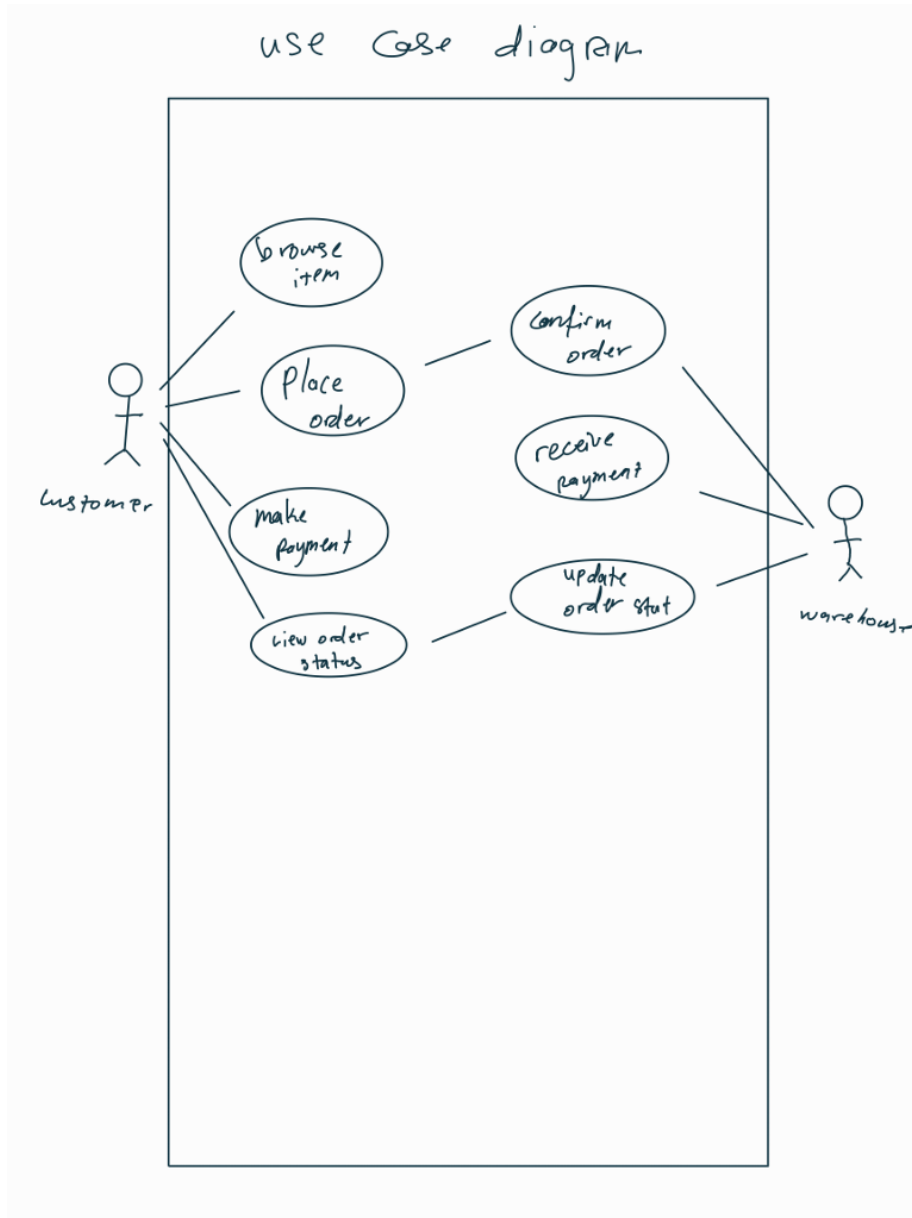 use case diagram
browse
item
confirm
order
Place
order
receive
payment
customer
make
payment
update
order stat
view order
status